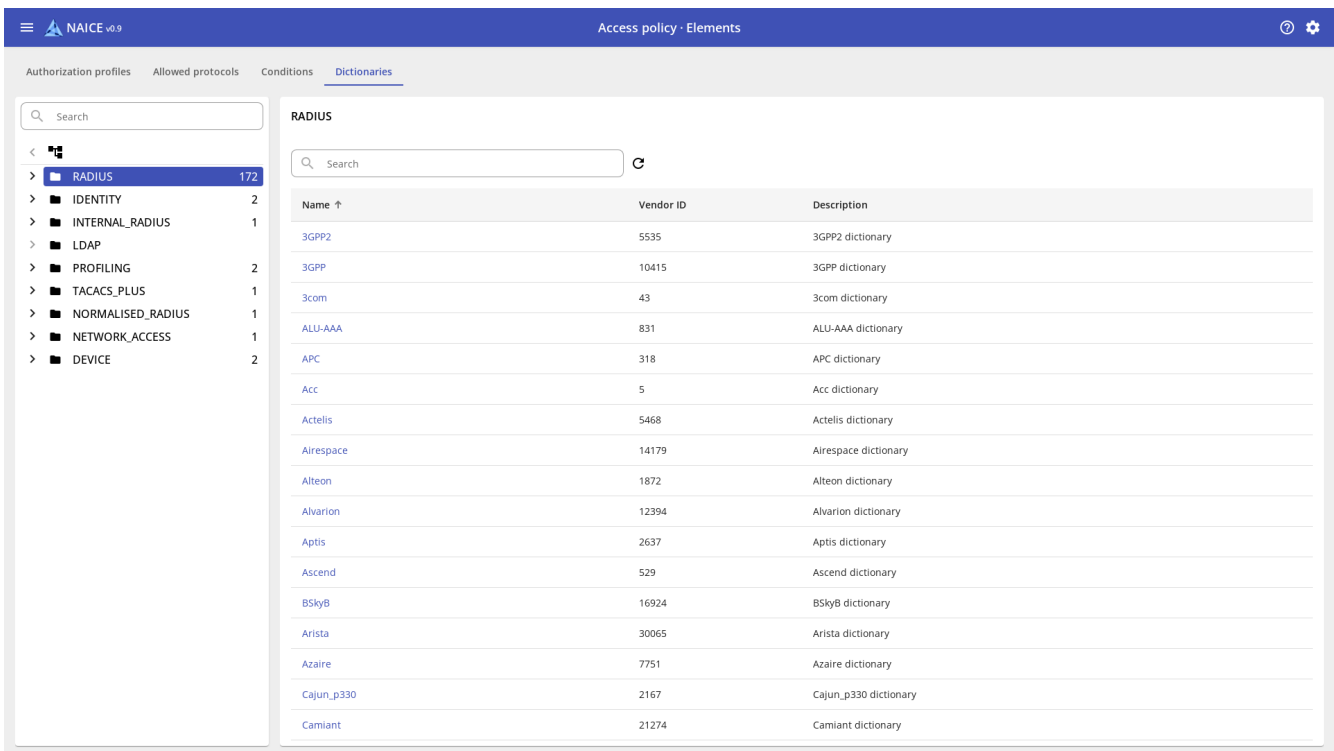 NAICE v0.9
Access policy · Elements
Authorization profiles Allowed protocols Conditions Dictionaries
Search
RADIUS 172
IDENTITY 2
INTERNAL_RADIUS 1
LDAP
PROFILING 2
TACACS_PLUS 1
NORMALISED_RADIUS 1
NETWORK_ACCESS 1
DEVICE 2
RADIUS
Search
Name Vendor ID Description
3GPP2 5535 3GPP2 dictionary
3GPP 10415 3GPP dictionary
3com 43 3com dictionary
ALU-AAA 831 ALU-AAA dictionary
APC 318 APC dictionary
Acc 5 Acc dictionary
Actelis 5468 Actelis dictionary
Airespace 14179 Airespace dictionary
Alteon 1872 Alteon dictionary
Alvarion 12394 Alvarion dictionary
Aptis 2637 Aptis dictionary
Ascend 529 Ascend dictionary
BSkyB 16924 BSkyB dictionary
Arista 30065 Arista dictionary
Azaire 7751 Azaire dictionary
Cajun_p330 2167 Cajun_p330 dictionary
Camiant 21274 Camiant dictionary